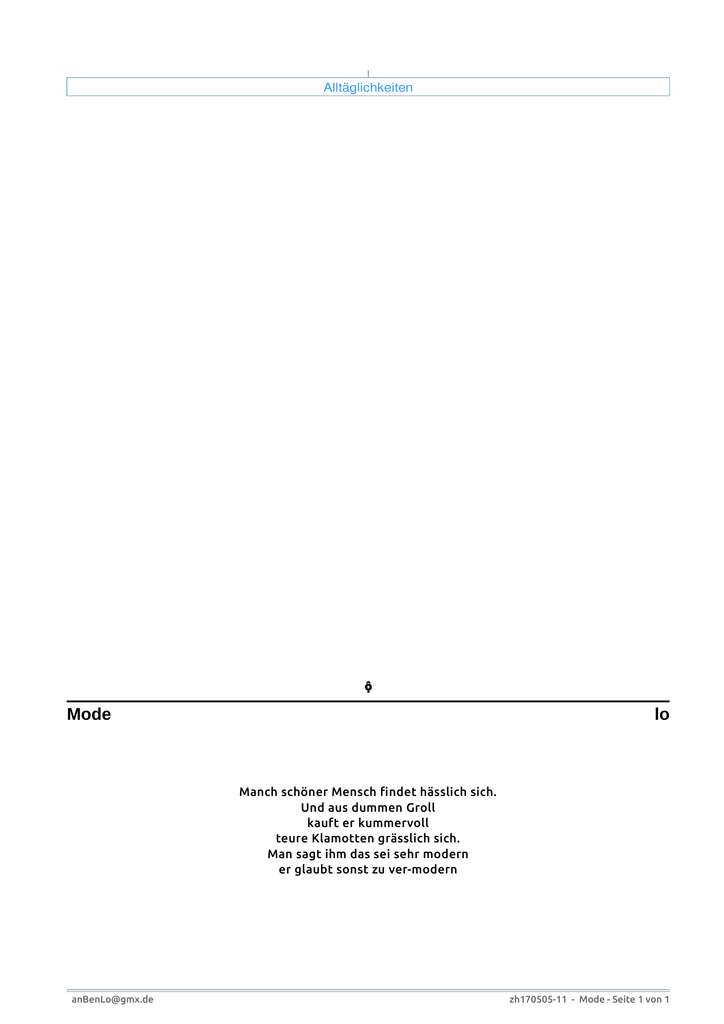 Alltäglichkeiten
Mode lo
Manch schöner Mensch findet hässlich sich.
Und aus dummen Groll
kauft er kummervoll
teure Klamotten grässlich sich.
Man sagt ihm das sei sehr modern
er glaubt sonst zu ver-modern
anBenLo@gmx.de zh170505-11 - Mode - Seite 1 von 1